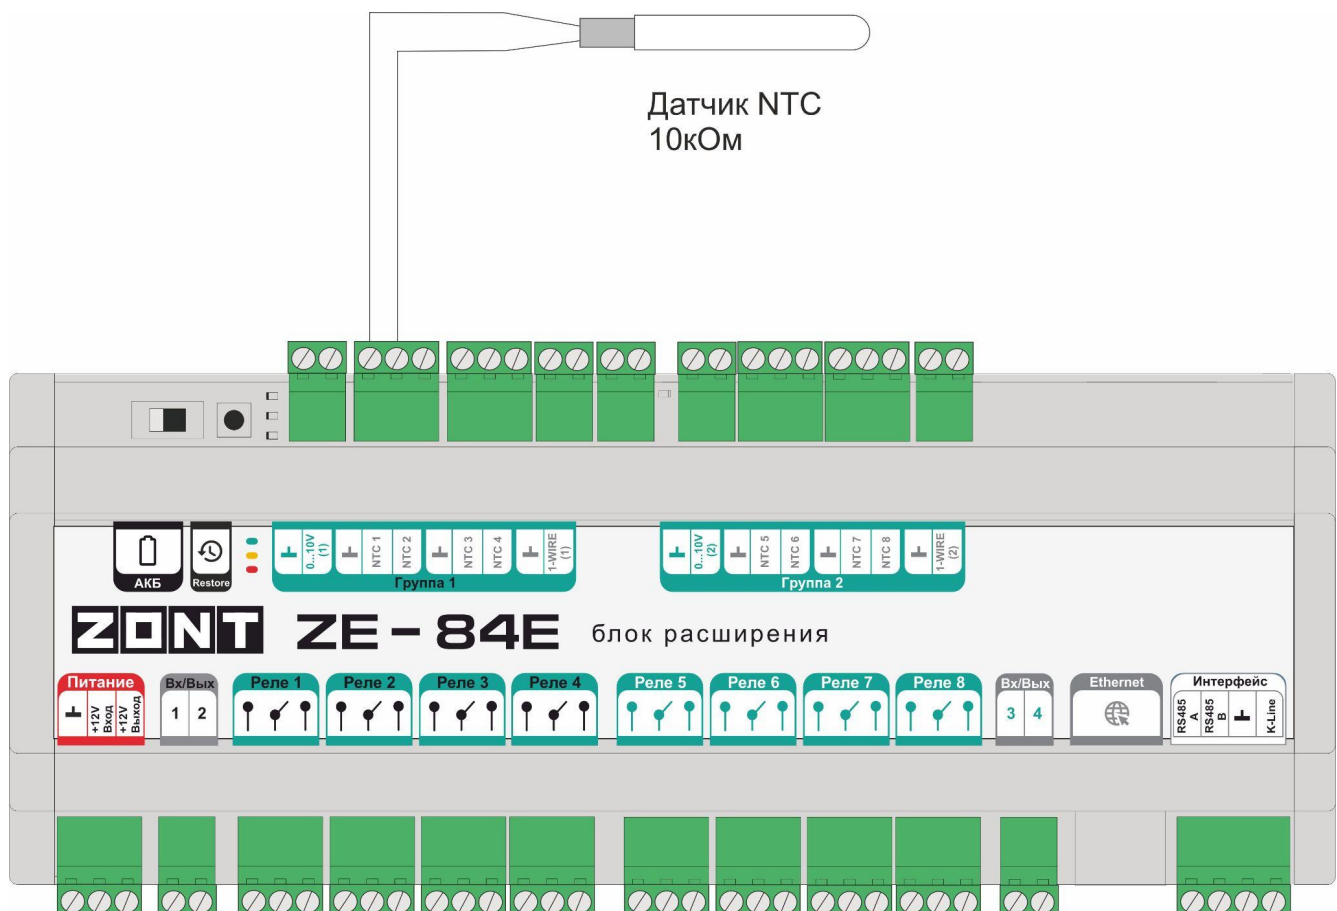 Датчик NTC
10кОм
АКБ
Restore
0...10V
(1)
NTC 1
NTC 2
NTC 3
NTC 4
1-WIRE
(1)
Группа 1
0...10V
(2)
NTC 5
NTC 6
NTC 7
NTC 8
1-WIRE
(2)
Группа 2
ZONT ZE - 84E блок расширения
Питание
+12V
Вход
+12V
Выход
Вх/Вых
1 2
Реле 1
Реле 2
Реле 3
Реле 4
Реле 5
Реле 6
Реле 7
Реле 8
Вх/Вых
3 4
Ethernet
Интерфейс
RS485
A
RS485
B
K-Line